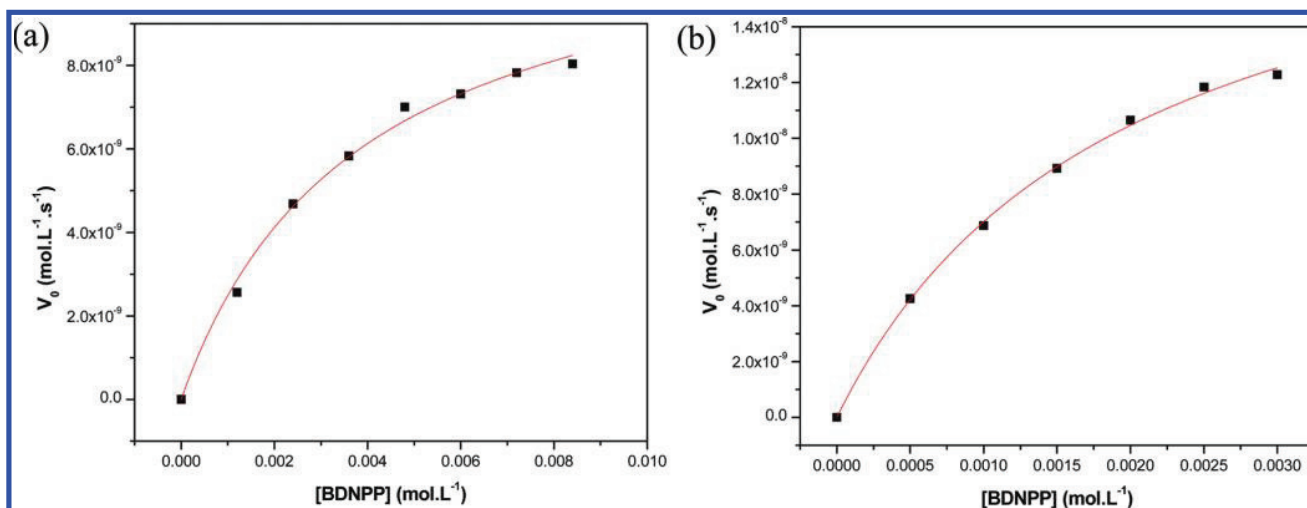 (a)
8.0x10⁻⁹
6.0x10⁻⁹
4.0x10⁻⁹
2.0x10⁻⁹
0.0
V₀ (mol.L⁻¹.s⁻¹)
0.000 0.002 0.004 0.006 0.008 0.010
[BDNPP] (mol.L⁻¹)
(b)
1.4x10⁻⁸
1.2x10⁻⁸
1.0x10⁻⁸
8.0x10⁻⁹
6.0x10⁻⁹
4.0x10⁻⁹
2.0x10⁻⁹
0.0
V₀ (mol.L⁻¹.s⁻¹)
0.0000 0.0005 0.0010 0.0015 0.0020 0.0025 0.0030
[BDNPP] (mol.L⁻¹)